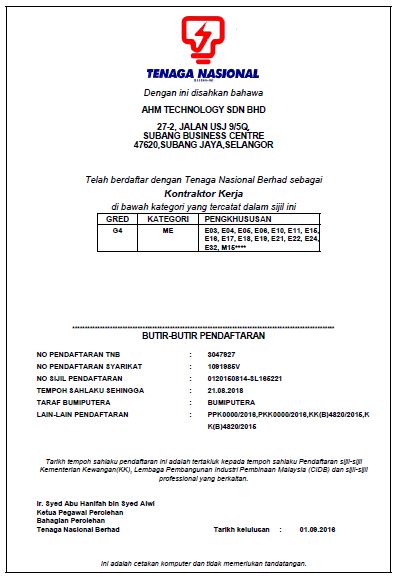 TENAGA NASIONAL
Dengan ini disahkan bahawa
AHM TECHNOLOGY SDN BHD
27-2, JALAN USJ 9/5Q,
SUBANG BUSINESS CENTRE
47620,SUBANG JAYA,SELANGOR
Telah berdaftar dengan Tenaga Nasional Berhad sebagai
Kontraktor Kerja
di bawah kategori yang tercatat dalam sijil ini
GRED KATEGORI PENGKHUSUSAN
G4 ME E03, E04, E05, E06, E10, E11, E15,
E16, E17, E18, E19, E21, E22, E24,
E32, M15****
BUTIR-BUTIR PENDAFTARAN
NO PENDAFTARAN TNB : 3047927
NO PENDAFTARAN SYARIKAT : 1091985V
NO SIJIL PENDAFTARAN : 0120150814-SL165221
TEMPOH SAHLAKU SEHINGGA : 21.08.2018
TARAF BUMIPUTERA : BUMIPUTERA
LAIN-LAIN PENDAFTARAN : PPK0000/2016,PKK0000/2016,KK(B)4820/2015,K
K(B)4820/2015
Tarikh tempoh sahlaku pendaftaran ini adalah tertakluk kepada tempoh sahlaku Pendaftaran sijil-sijil
Kementerian Kewangan(KK), Lembaga Pembangunan Industri Pembinaan Malaysia (CIDB) dan sijil-sijil
professional yang berkaitan.
Ir. Syed Abu Hanifah bin Syed Alwi
Ketua Pegawai Perolehan
Bahagian Perolehan
Tenaga Nasional Berhad Tarikh kelulusan : 01.09.2016
Ini adalah cetakan komputer dan tidak memerlukan tandatangan.